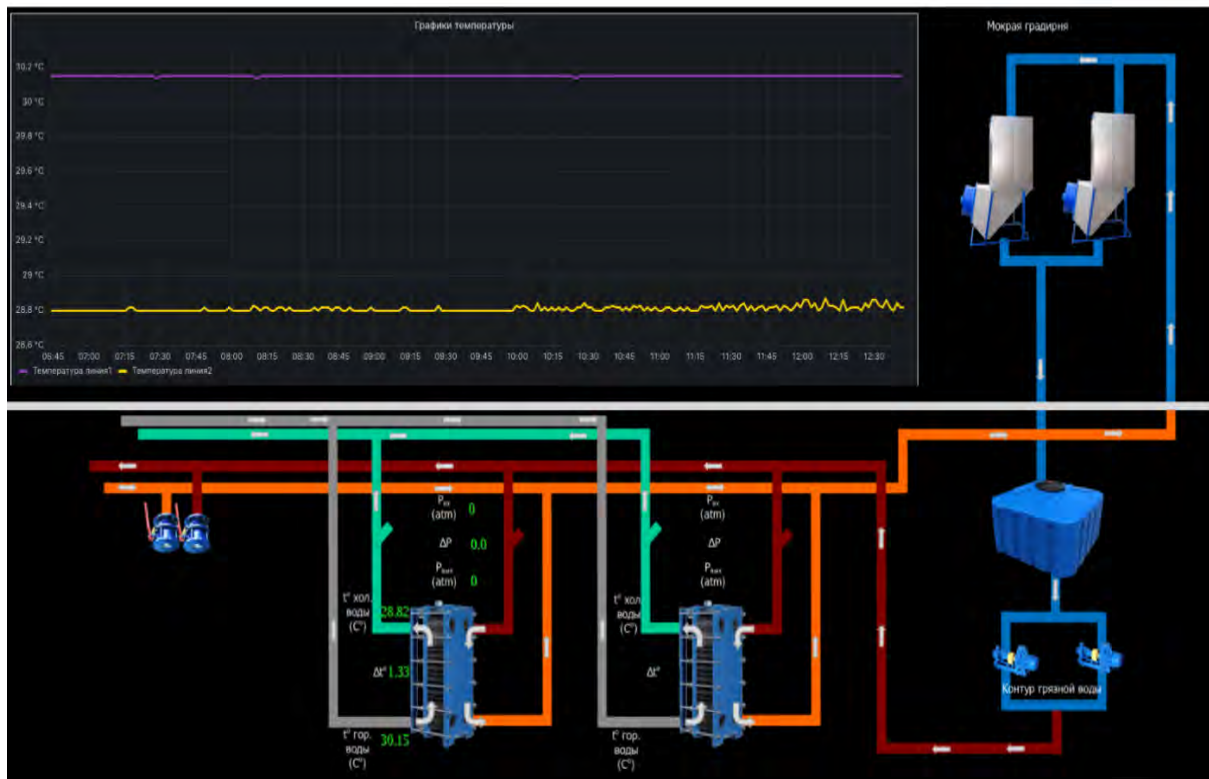 Графики температуры
Мокрая градирня
30.2 °C
30 °C
29.8 °C
29.6 °C
29.4 °C
29.2 °C
29 °C
28.8 °C
28.6 °C
06:45 07:00 07:15 07:30 07:45 08:00 08:15 08:30 08:45 09:00 09:15 09:30 09:45 10:00 10:15 10:30 10:45 11:00 11:15 11:30 11:45 12:00 12:15 12:30
Температура линия1 Температура линия2
(atm) 0
ΔP 0.0
(atm) 0
t° хол.
воды 28.82
(C°)
Δt° 1.33
t° гор.
воды 30.15
(C°)
(atm)
ΔP
(atm)
t° хол
воды
(C°)
Δt°
t° гор.
воды
(C°)
Контур грязной воды